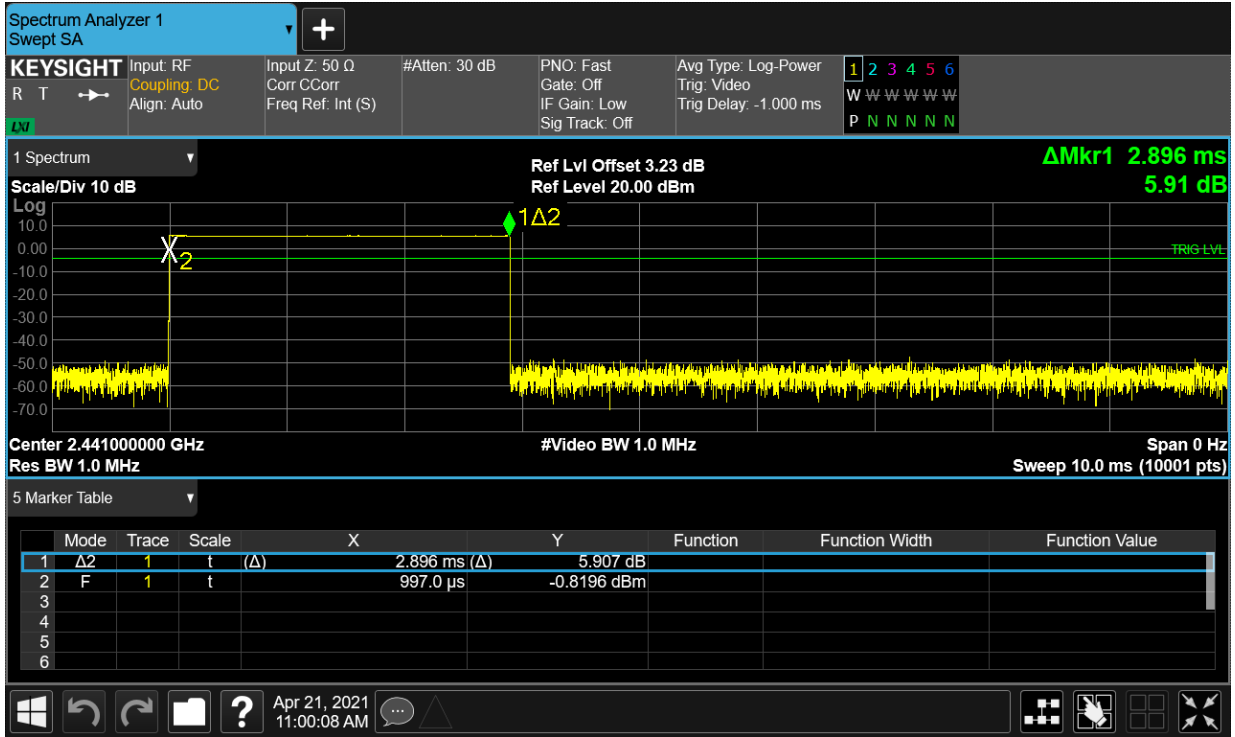 Spectrum Analyzer 1
Swept SA
KEYSIGHT
R T
LXI
Input: RF
Coupling: DC
Align: Auto
Input Z: 50 Ω
Corr CCorr
Freq Ref: Int (S)
#Atten: 30 dB
PNO: Fast
Gate: Off
IF Gain: Low
Sig Track: Off
Avg Type: Log-Power
Trig: Video
Trig Delay: -1.000 ms
1 2 3 4 5 6
W W W W W W
P N N N N N
1 Spectrum
Scale/Div 10 dB
Ref Lvl Offset 3.23 dB
Ref Level 20.00 dBm
ΔMkr1 2.896 ms
5.91 dB
Log
10.0
0.00
-10.0
-20.0
-30.0
-40.0
-50.0
-60.0
-70.0
1Δ2
X
2
TRIG LVL
Center 2.441000000 GHz
#Video BW 1.0 MHz
Span 0 Hz
Res BW 1.0 MHz
Sweep 10.0 ms (10001 pts)
5 Marker Table
Mode Trace Scale X Y Function Function Width Function Value
1 Δ2 1 t (Δ) 2.896 ms (Δ) 5.907 dB
2 F 1 t 997.0 µs -0.8196 dBm
3
4
5
6
?
Apr 21, 2021
11:00:08 AM